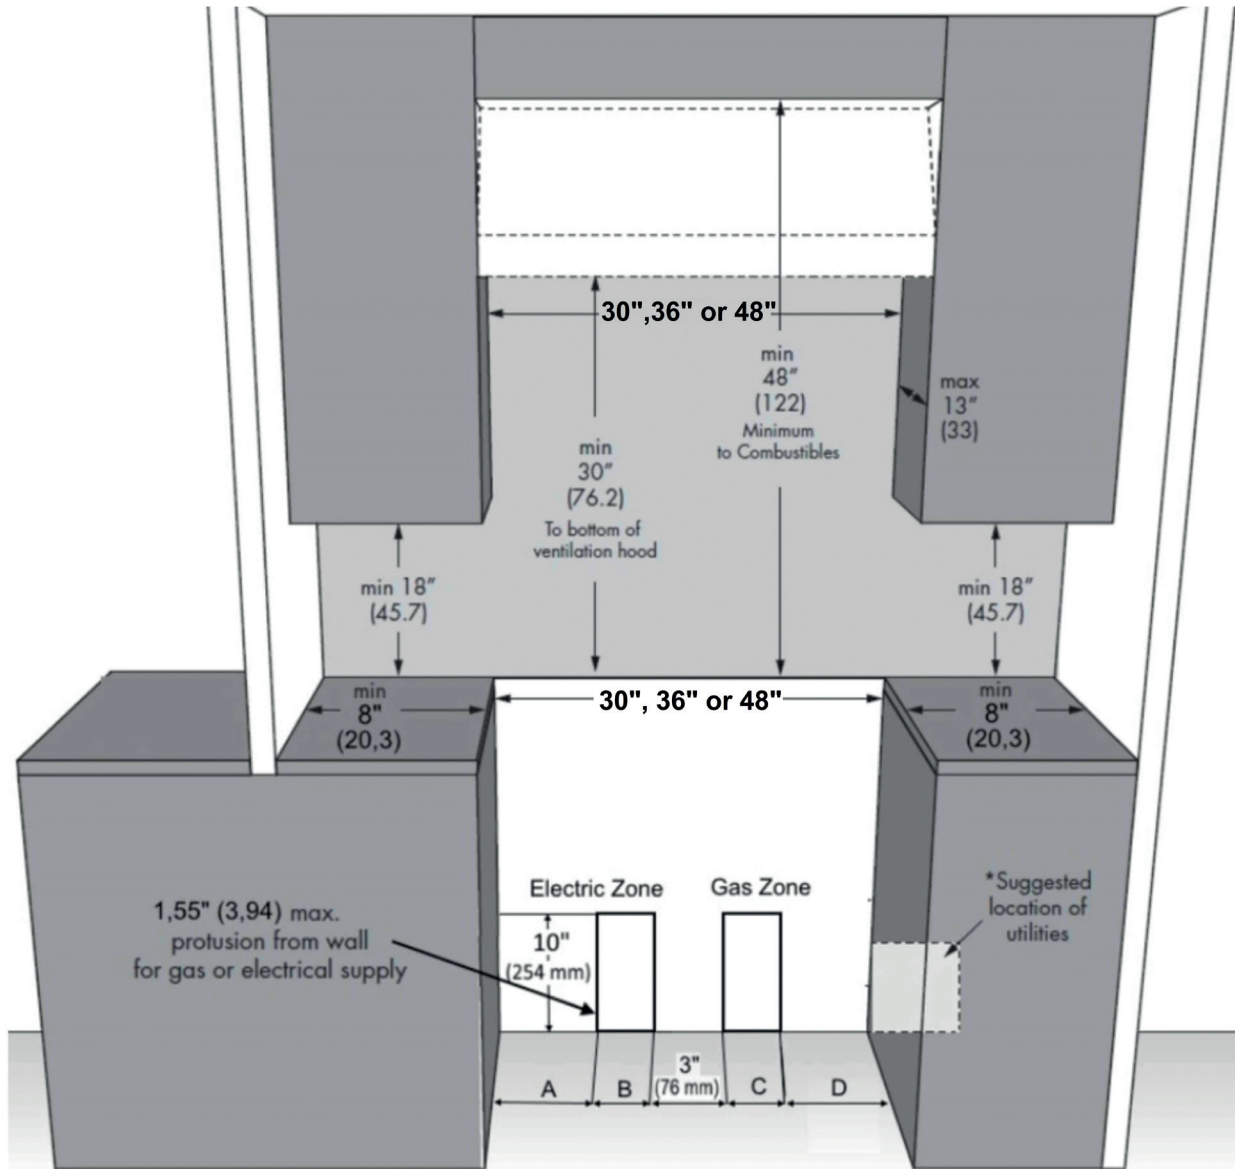 30",36" or 48"
min
48"
(122)
Minimum
to Combustibles
max
13"
(33)
min
30"
(76.2)
To bottom of
ventilation hood
min 18"
(45.7)
min 18"
(45.7)
min
8"
(20,3)
30", 36" or 48"
min
8"
(20,3)
Electric Zone
Gas Zone
*Suggested
location of
utilities
1,55" (3,94) max.
protusion from wall
for gas or electrical supply
10"
(254 mm)
A
B
3"
(76 mm)
C
D